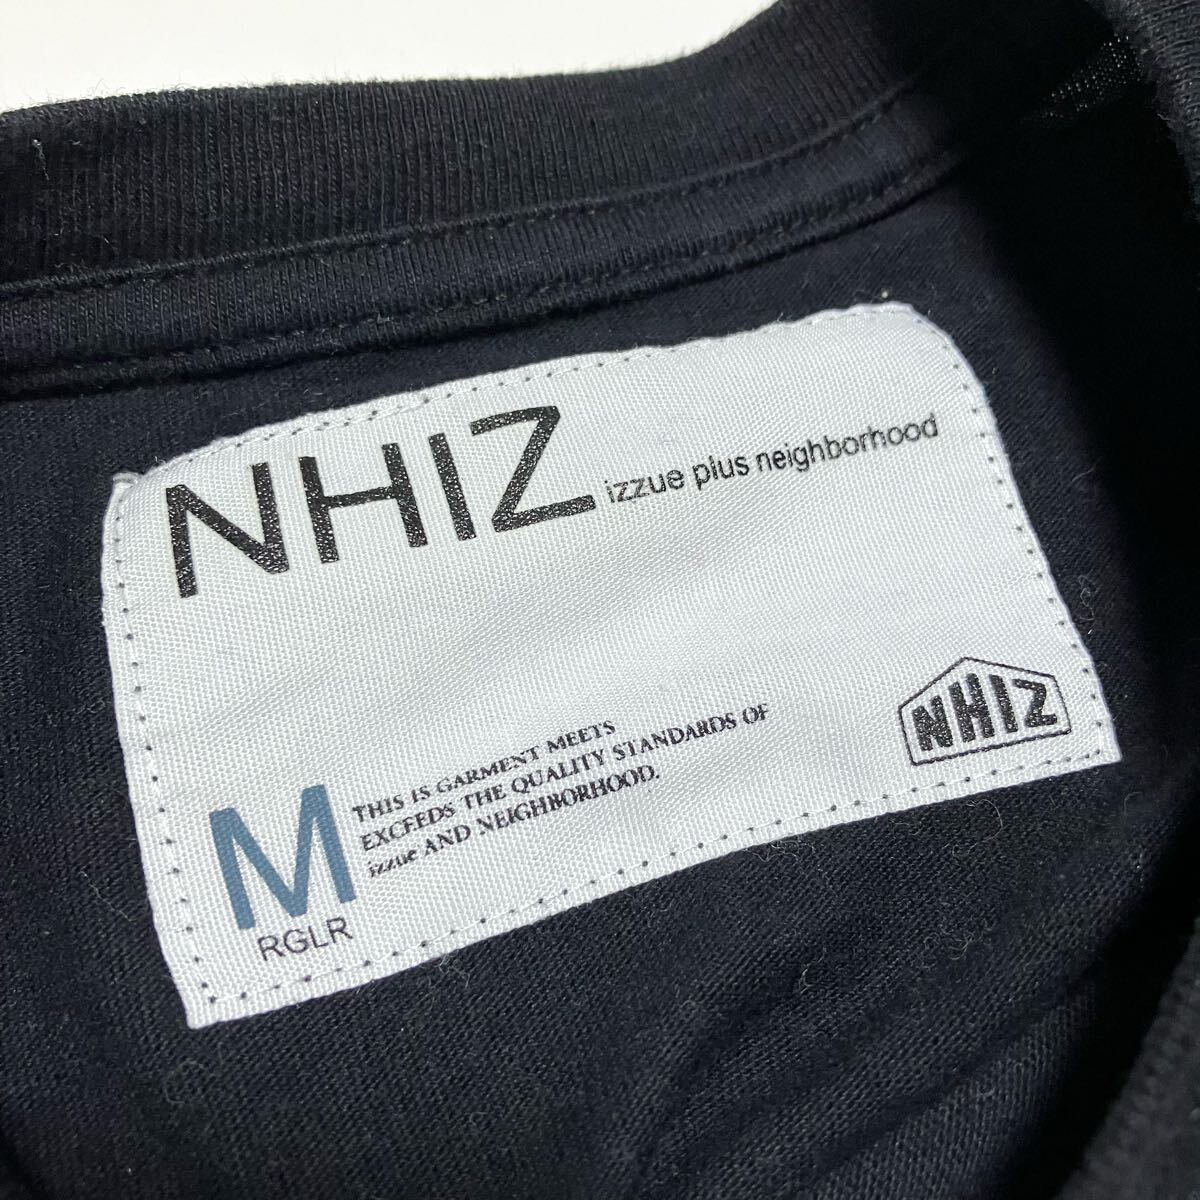 NHIZ izzue plus neighborhood
NHIZ
M
RGLR
THIS IS GARMENT MEETS
EXCEEDS THE QUALITY STANDARDS OF
izzue AND NEIGHBORHOOD.